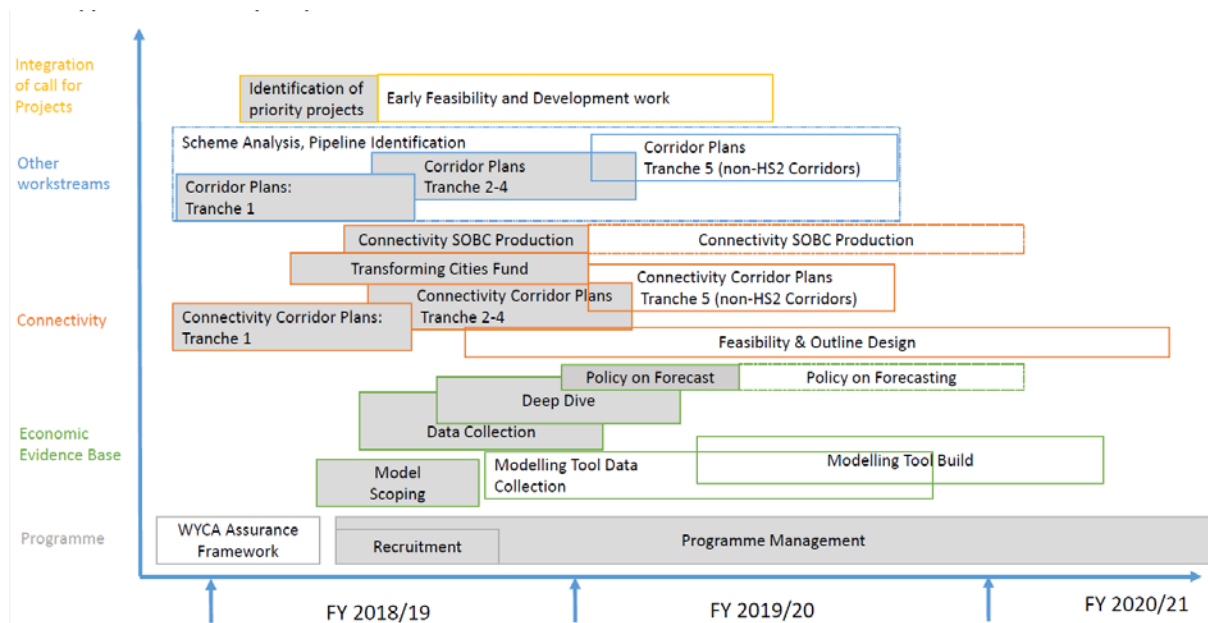 Integration
of call for
Projects
Identification of
priority projects
Early Feasibility and Development work
Other
workstreams
Scheme Analysis, Pipeline Identification
Corridor Plans
Tranche 5 (non-HS2 Corridors)
Corridor Plans
Tranche 2-4
Corridor Plans:
Tranche 1
Connectivity
Connectivity SOBC Production
Connectivity SOBC Production
Transforming Cities Fund
Connectivity Corridor Plans
Tranche 5 (non-HS2 Corridors)
Connectivity Corridor Plans
Tranche 2-4
Connectivity Corridor Plans:
Tranche 1
Feasibility & Outline Design
Economic
Evidence Base
Policy on Forecast
Policy on Forecasting
Deep Dive
Data Collection
Modelling Tool Build
Modelling Tool Data
Collection
Model
Scoping
Programme
WYCA Assurance
Framework
Recruitment
Programme Management
FY 2018/19
FY 2019/20
FY 2020/21